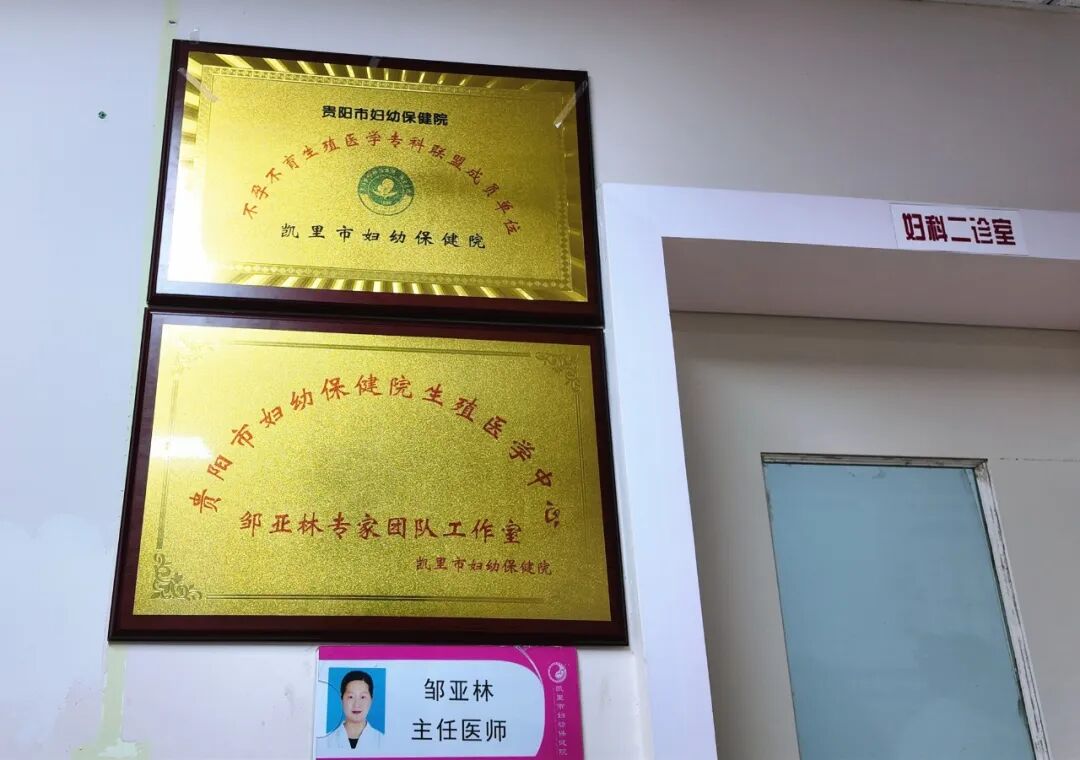 贵阳市妇幼保健院
不孕不育生殖医学专科联盟成员单位
凯里市妇幼保健院
妇科二诊室
贵阳市妇幼保健院生殖医学中心
邹亚林专家团队工作室
凯里市妇幼保健院
邹亚林
主任医师
凯里市妇幼保健院